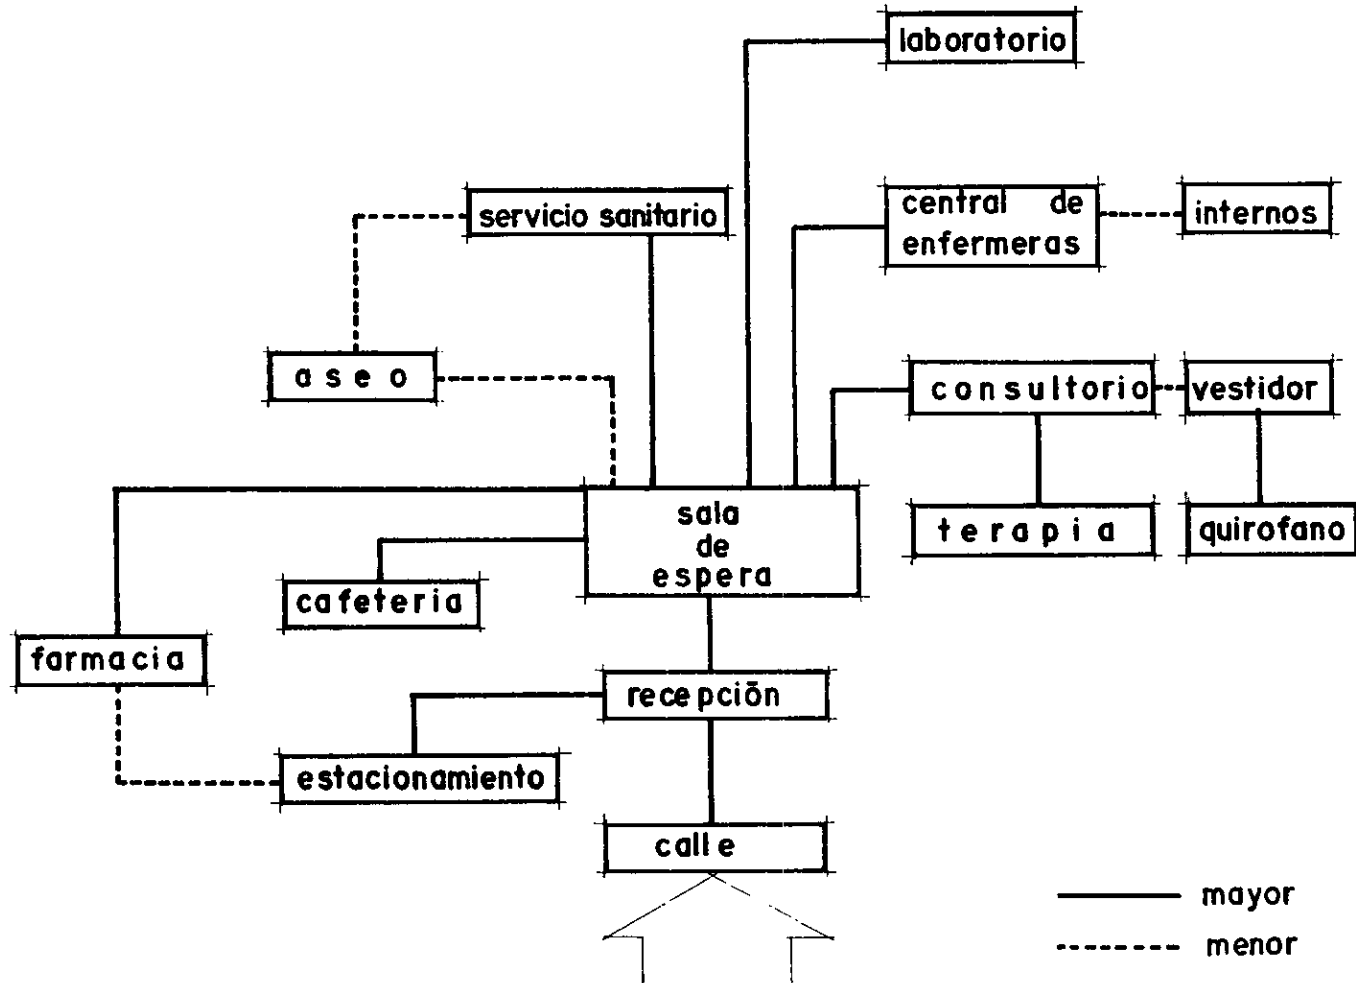 laboratorio
servicio sanitario
central de
enfermeras
internos
aseo
consultorio
vestidor
sala
de
espera
terapia
quirofano
cafeteria
farmacia
recepción
estacionamiento
calle
mayor
menor